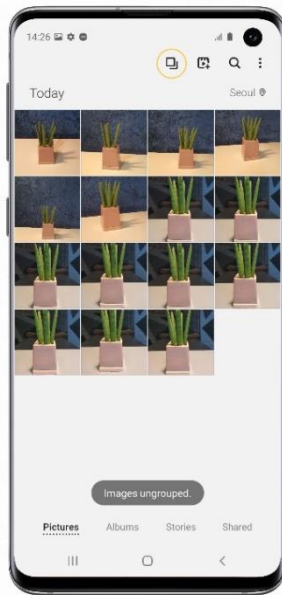 14:26
Today
Seoul
Images ungrouped.
Pictures Albums Stories Shared